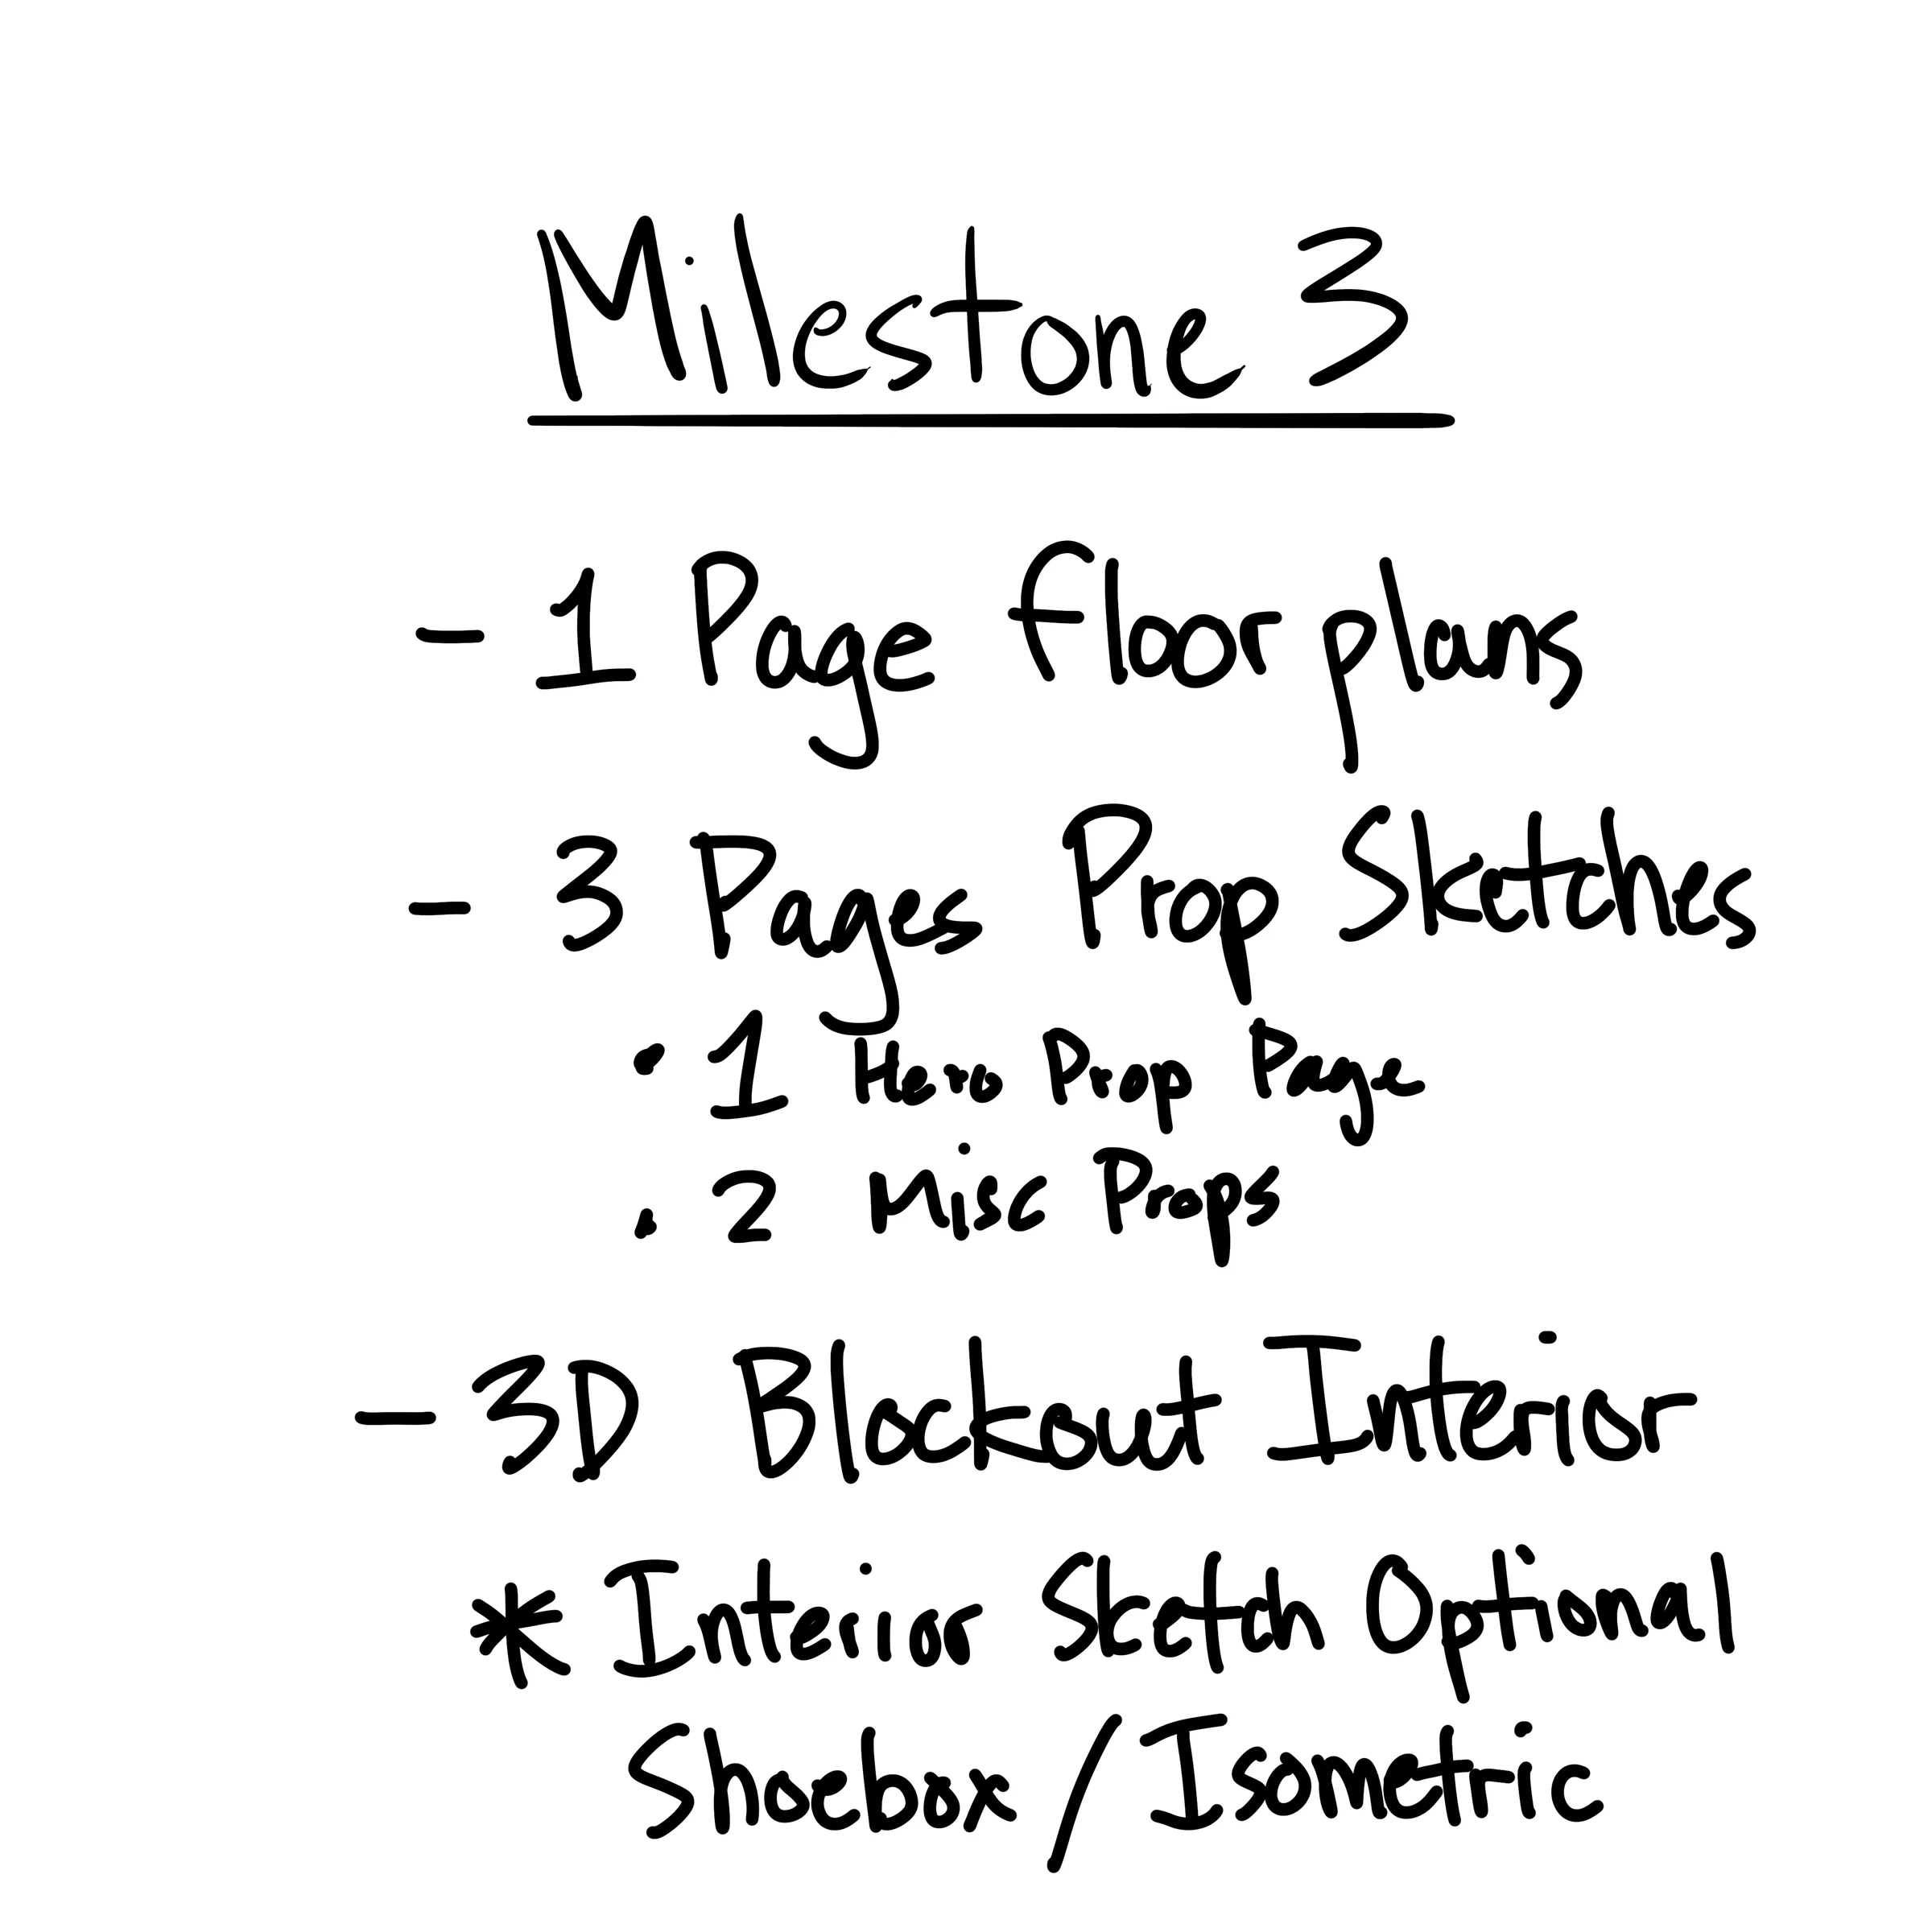 Milestone 3
- 1 Page floor plans
- 3 Pages Prop Sketches
• 1 Hero Prop Page
• 2 Misc Props
- 3D Blockout Interior
* Interior Scetch Optional
Shoebox / Isometric